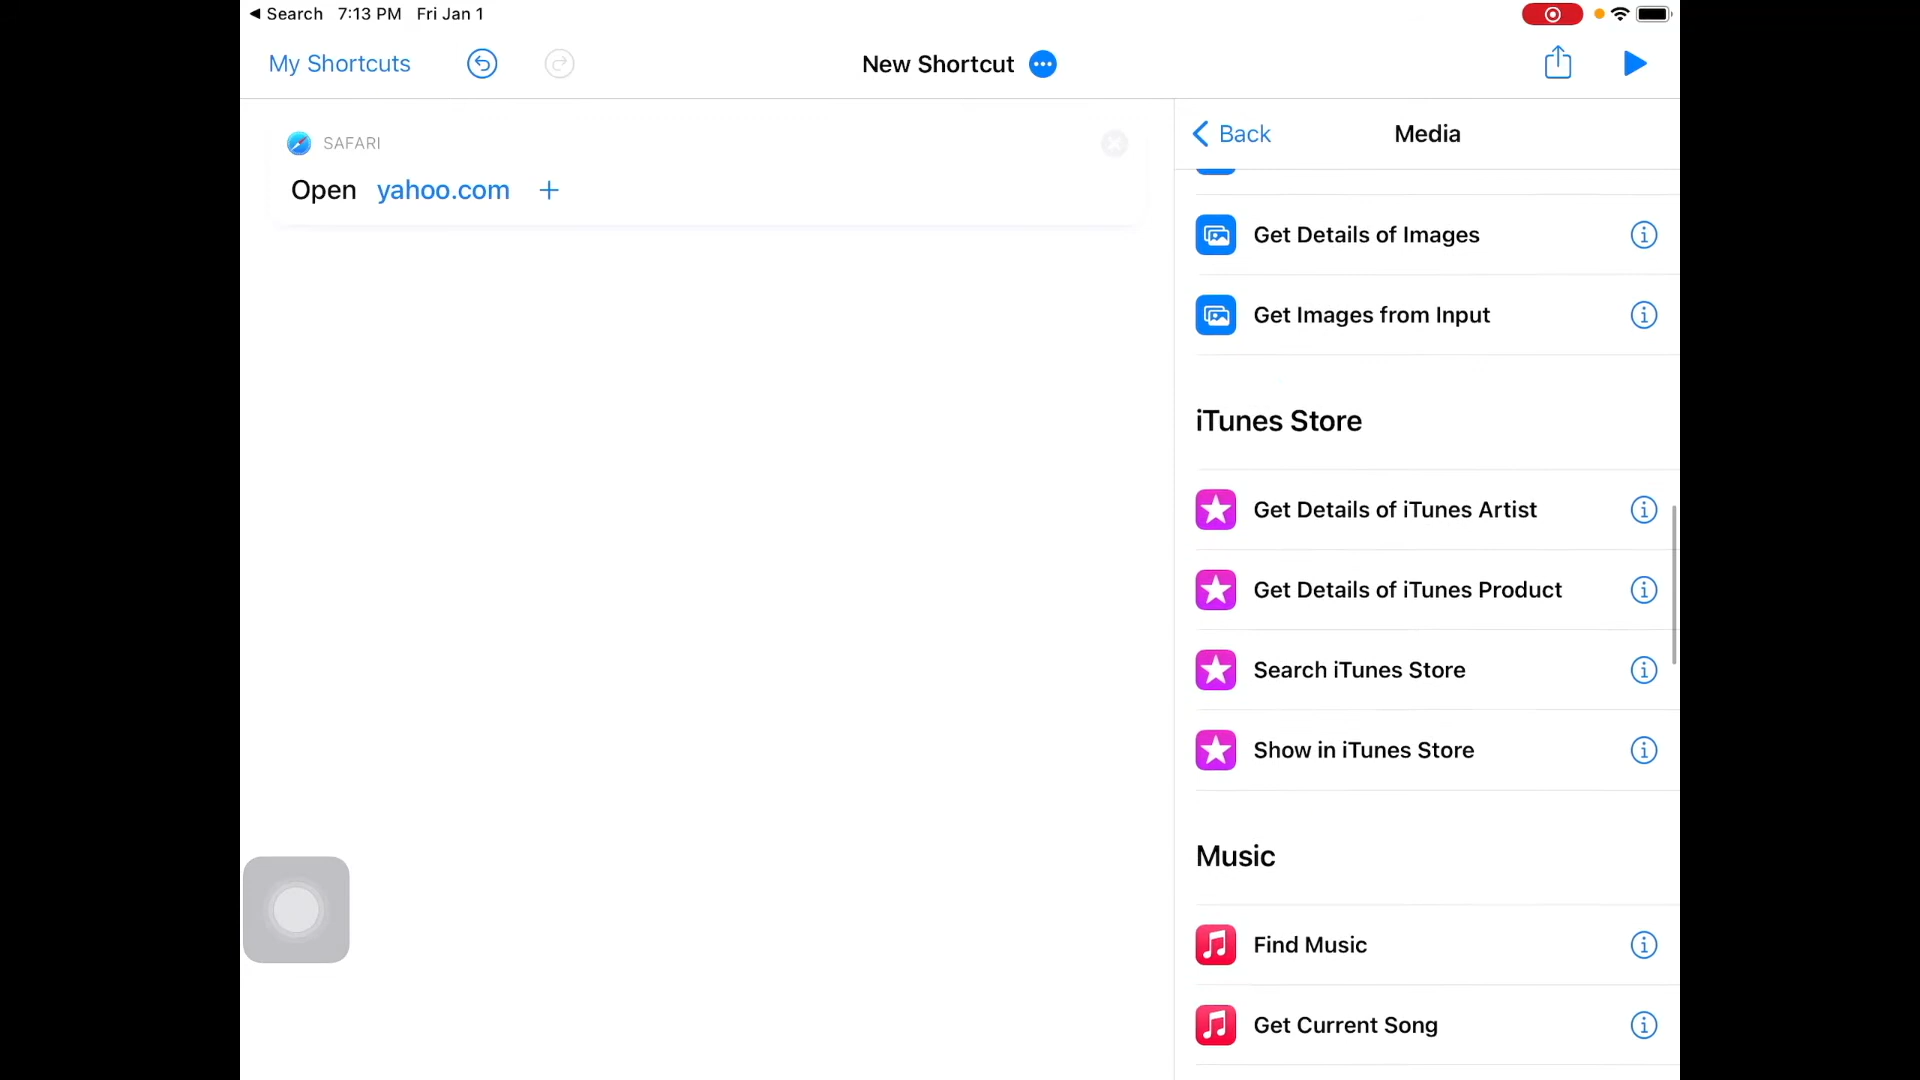 Search 7:13 PM Fri Jan 1
My Shortcuts
New Shortcut
SAFARI
Open yahoo.com +
Back
Media
Get Details of Images
Get Images from Input
iTunes Store
Get Details of iTunes Artist
Get Details of iTunes Product
Search iTunes Store
Show in iTunes Store
Music
Find Music
Get Current Song